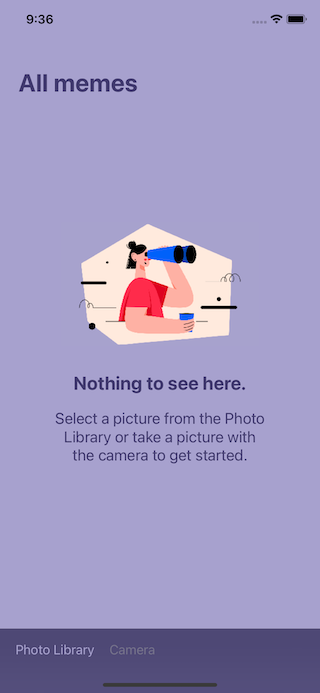 9:36
All memes
Nothing to see here.
Select a picture from the Photo
Library or take a picture with
the camera to get started.
Photo Library Camera